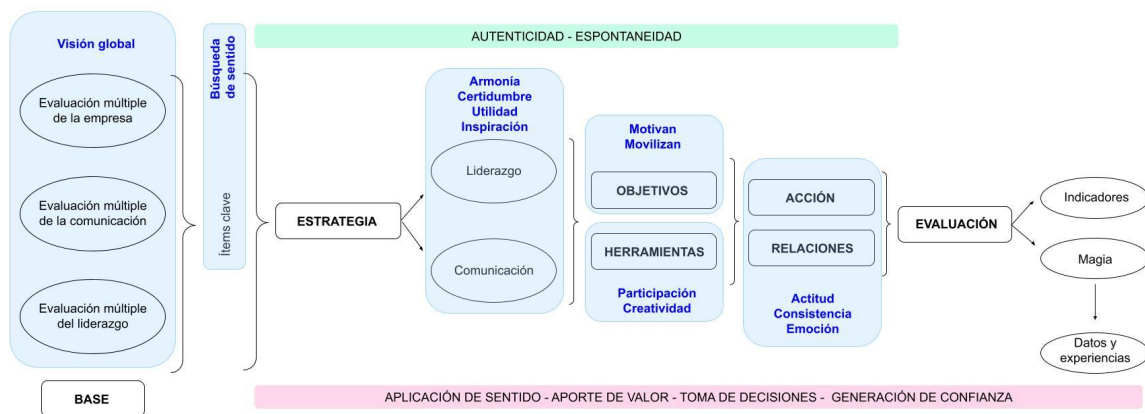 Visión global
Evaluación múltiple
de la empresa
Evaluación múltiple
de la comunicación
Evaluación múltiple
del liderazgo
BASE
Búsqueda
de sentido
Ítems clave
AUTENTICIDAD - ESPONTANEIDAD
ESTRATEGIA
Armonía
Certidumbre
Utilidad
Inspiración
Liderazgo
Comunicación
Motivan
Movilizan
OBJETIVOS
HERRAMIENTAS
Participación
Creatividad
ACCIÓN
RELACIONES
Actitud
Consistencia
Emoción
EVALUACIÓN
Indicadores
Magia
Datos y
experiencias
APLICACIÓN DE SENTIDO - APORTE DE VALOR - TOMA DE DECISIONES - GENERACIÓN DE CONFIANZA